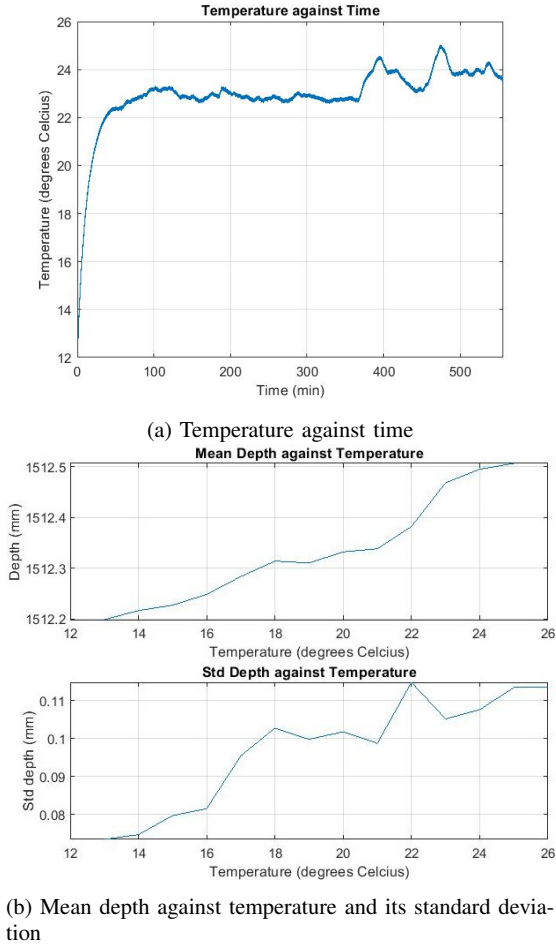 Temperature against Time
26
24
22
20
18
16
14
12
Temperature (degrees Celcius)
0 100 200 300 400 500
Time (min)
(a) Temperature against time
Mean Depth against Temperature
1512.5
1512.4
1512.3
1512.2
Depth (mm)
12 14 16 18 20 22 24 26
Temperature (degrees Celcius)
Std Depth against Temperature
0.11
0.1
0.09
0.08
Std depth (mm)
12 14 16 18 20 22 24 26
Temperature (degrees Celcius)
(b) Mean depth against temperature and its standard devia-
tion